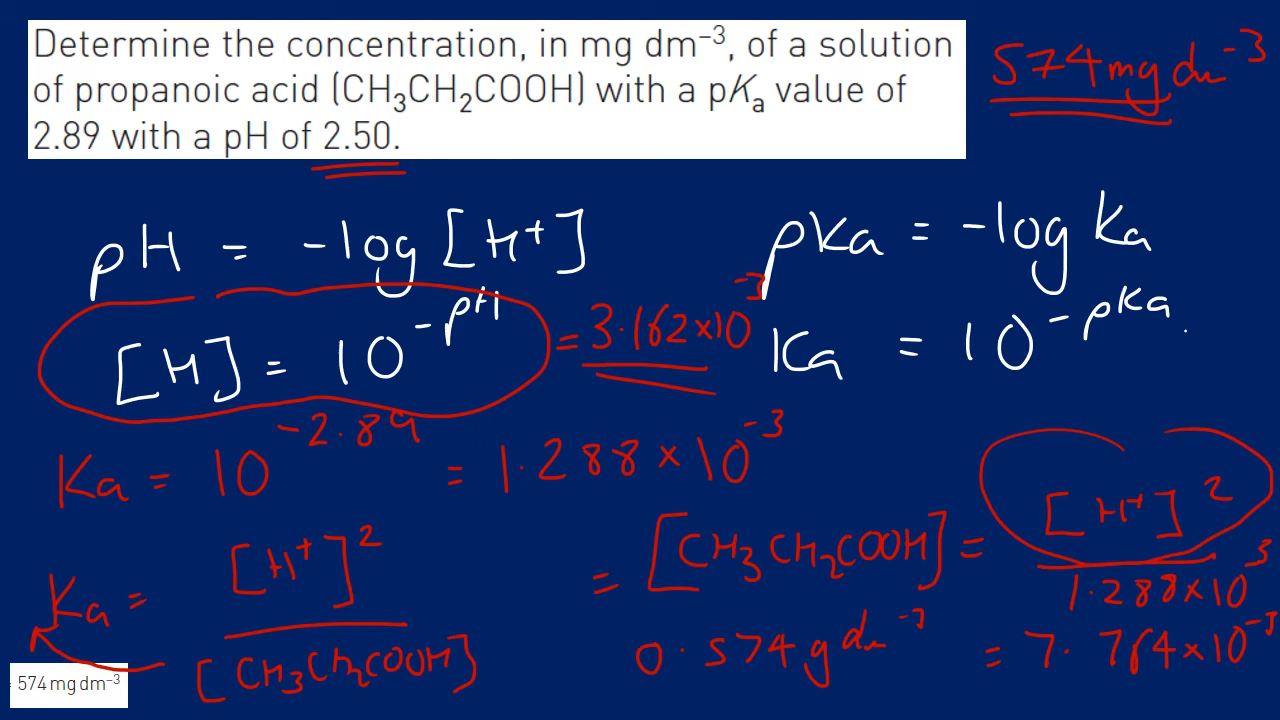 Determine the concentration, in mg dm⁻³, of a solution
of propanoic acid (CH₃CH₂COOH) with a pKₐ value of
2.89 with a pH of 2.50.
574 mg dm⁻³
pH = -log [H⁺]
pKa = -log Ka
[H] = 10^-pH = 3.162×10⁻³
Ka = 10^-pKa.
Ka = 10^-2.89 = 1.288 × 10⁻³
Ka = [H⁺]² / [CH₃CH₂COOH]
= [CH₃CH₂COOH] = [H⁺]² / 1.288×10⁻³
0.574 g dm⁻³
= 7.764×10⁻³
574 mg dm⁻³